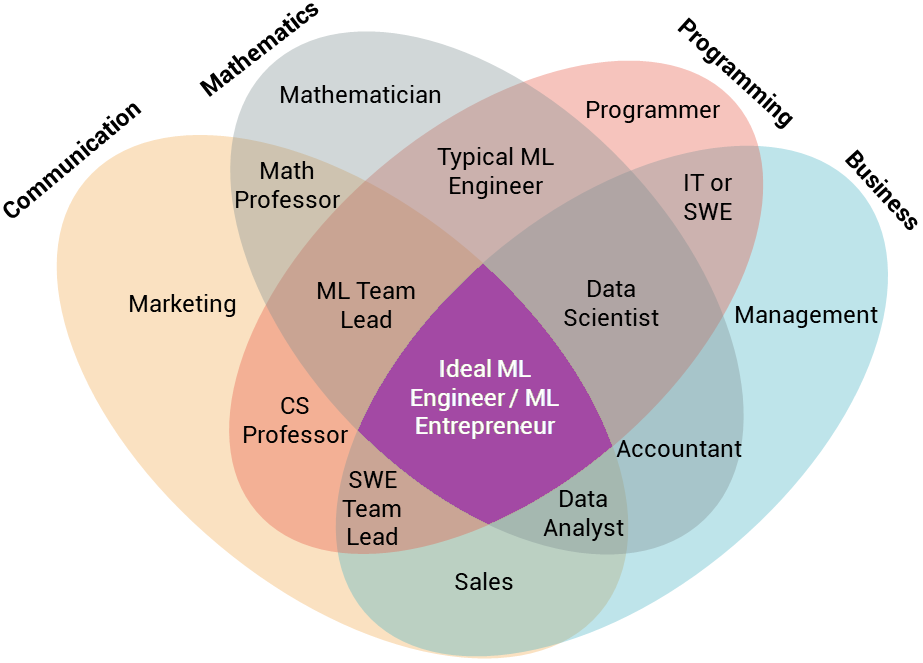 Communication
Mathematics
Programming
Business
Mathematician
Programmer
Math
Professor
Typical ML
Engineer
IT or
SWE
Marketing
ML Team
Lead
Data
Scientist
Management
Ideal ML
Engineer / ML
Entrepreneur
CS
Professor
Accountant
SWE
Team
Lead
Data
Analyst
Sales